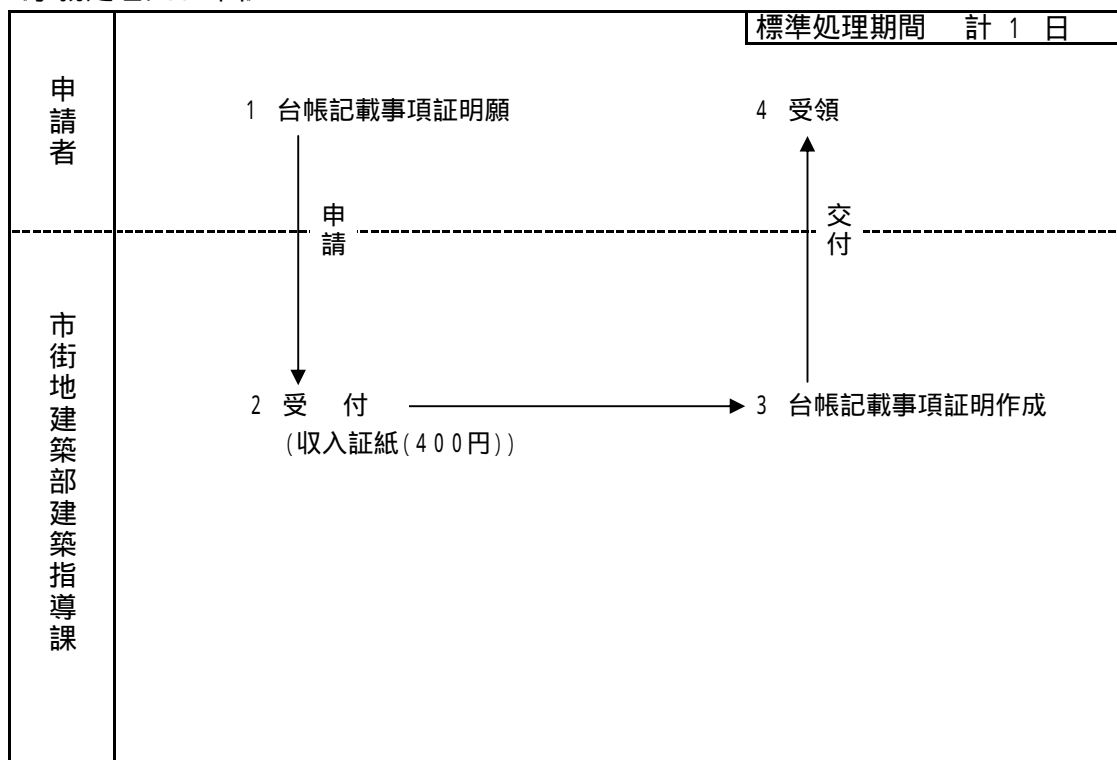 標準処理期間 計 1 日
申請者
1 台帳記載事項証明願
4 受領
申請
交付
市街地建築部建築指導課
2 受 付
3 台帳記載事項証明作成
(収入証紙(400円))